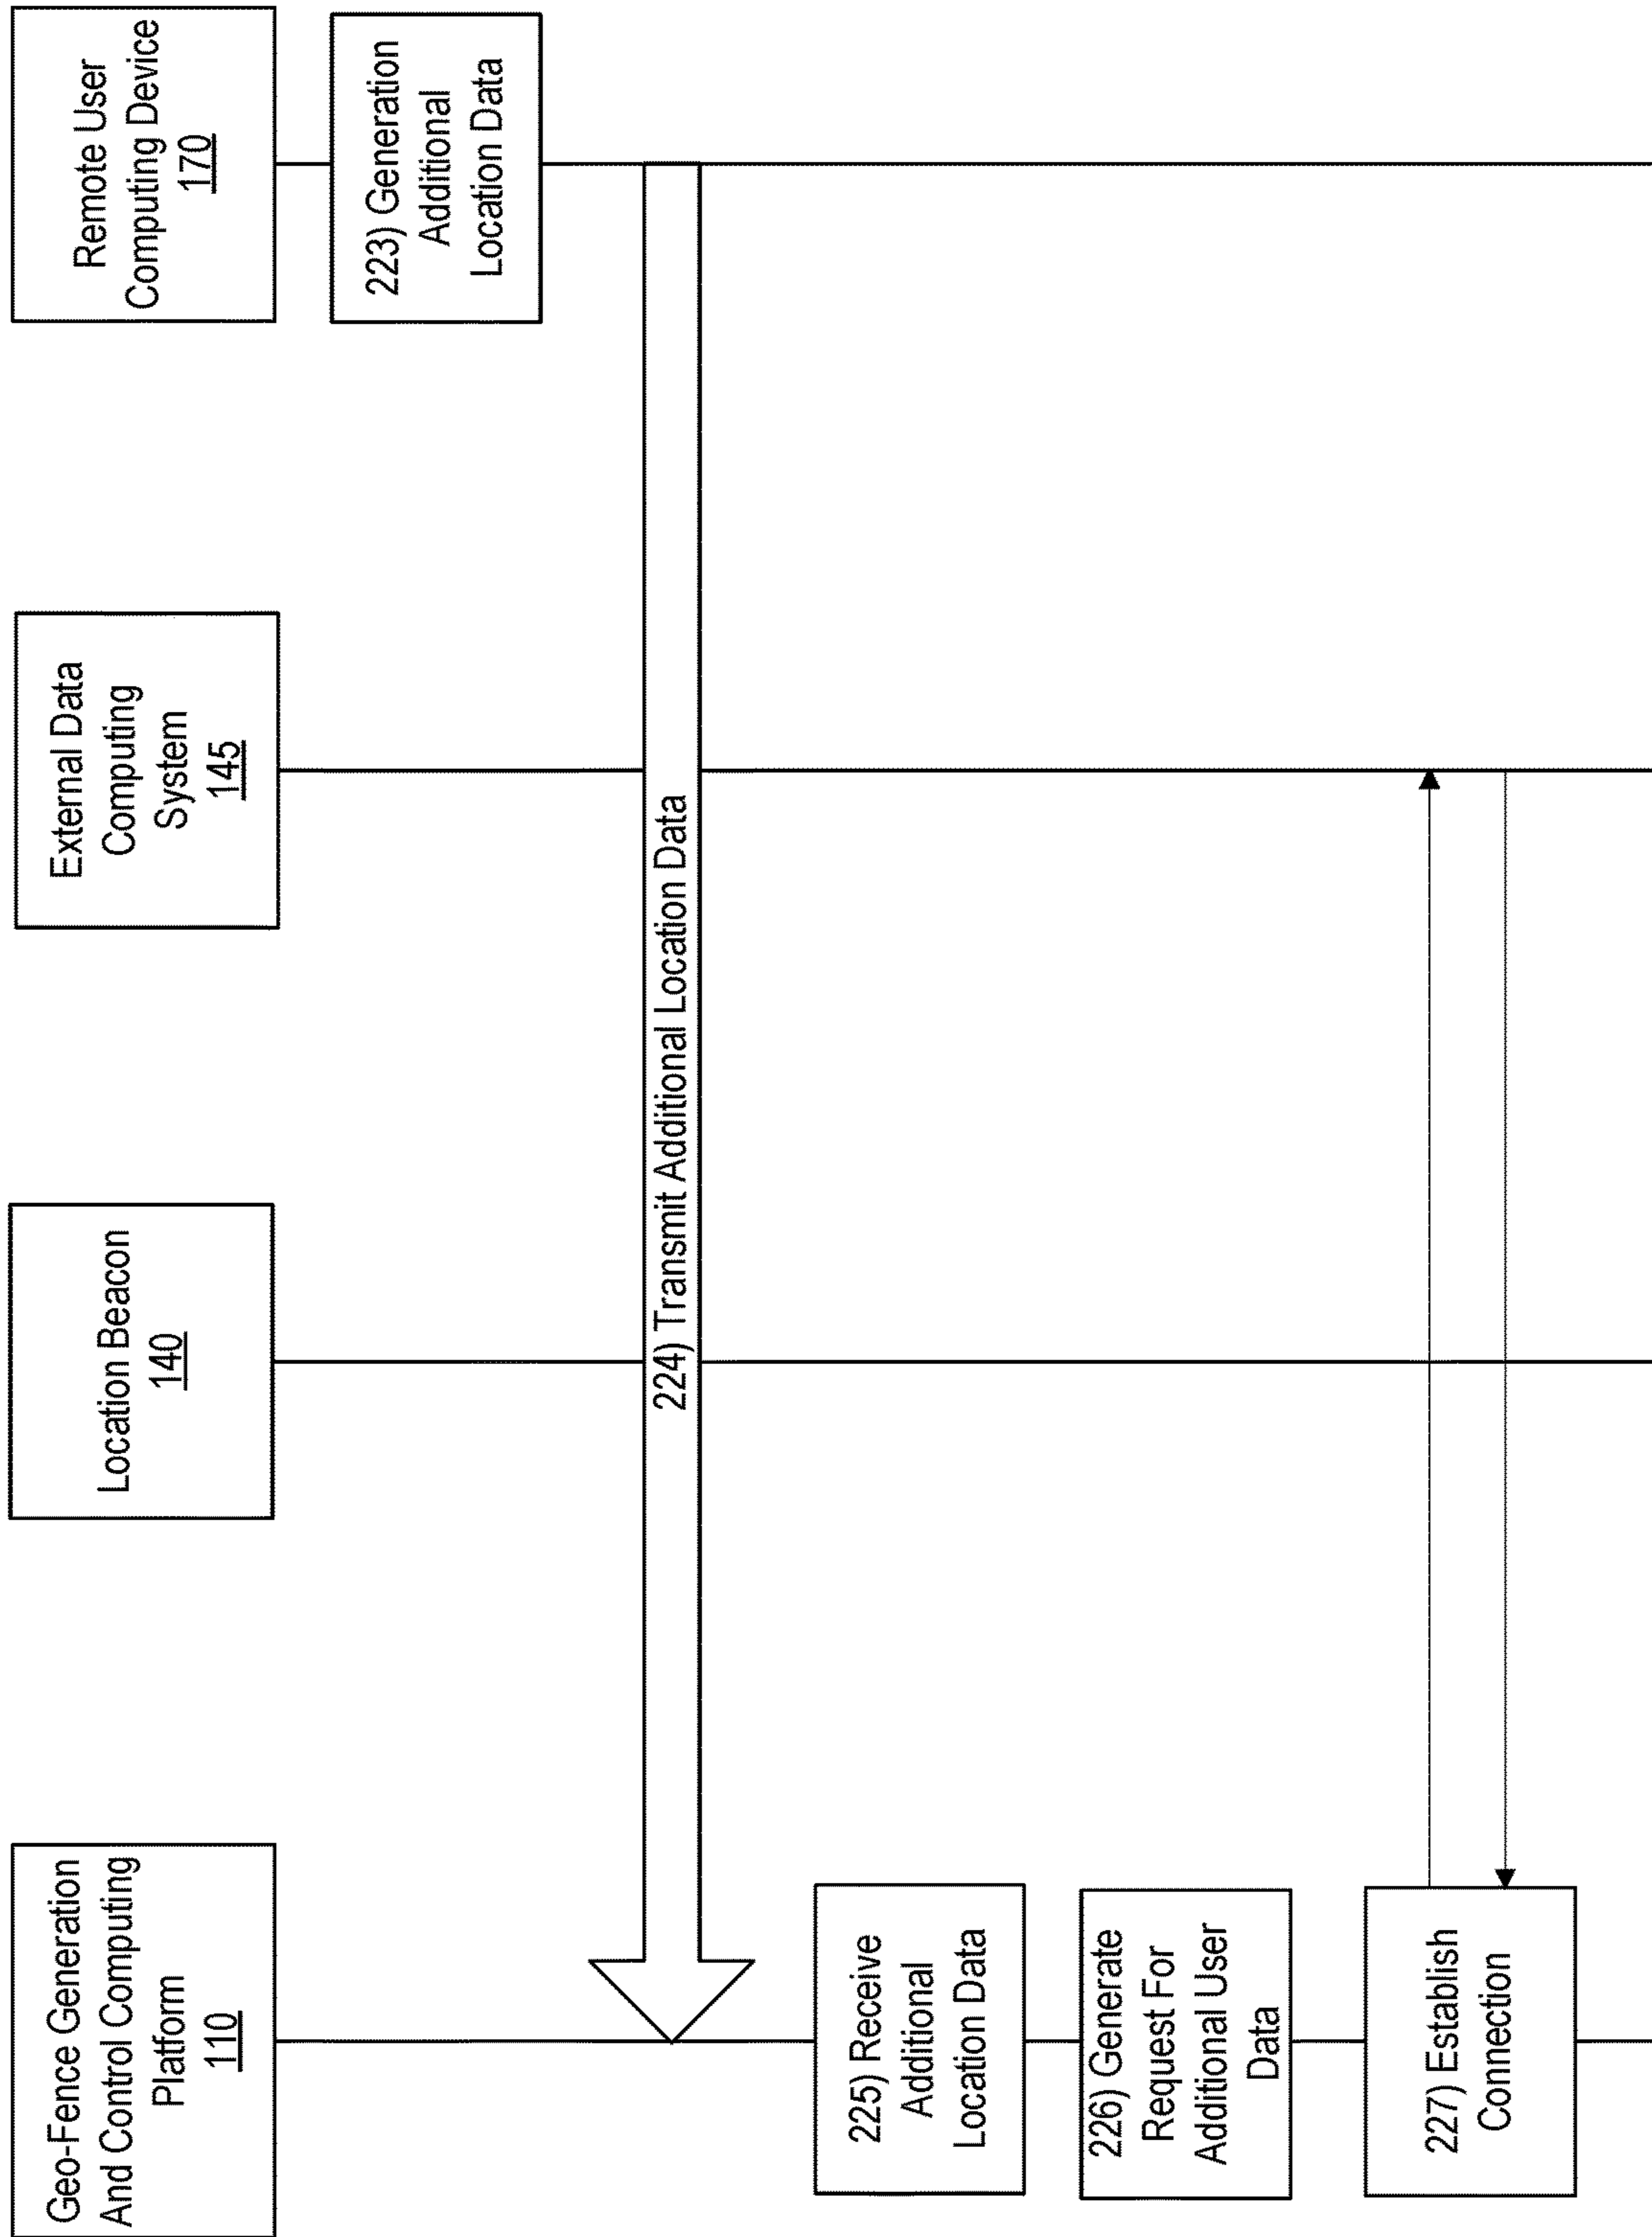 Geo-Fence Generation
And Control Computing
Platform
110
Location Beacon
140
External Data
Computing
System
145
Remote User
Computing Device
170
223) Generation
Additional
Location Data
224) Transmit Additional Location Data
225) Receive
Additional
Location Data
226) Generate
Request For
Additional User
Data
227) Establish
Connection